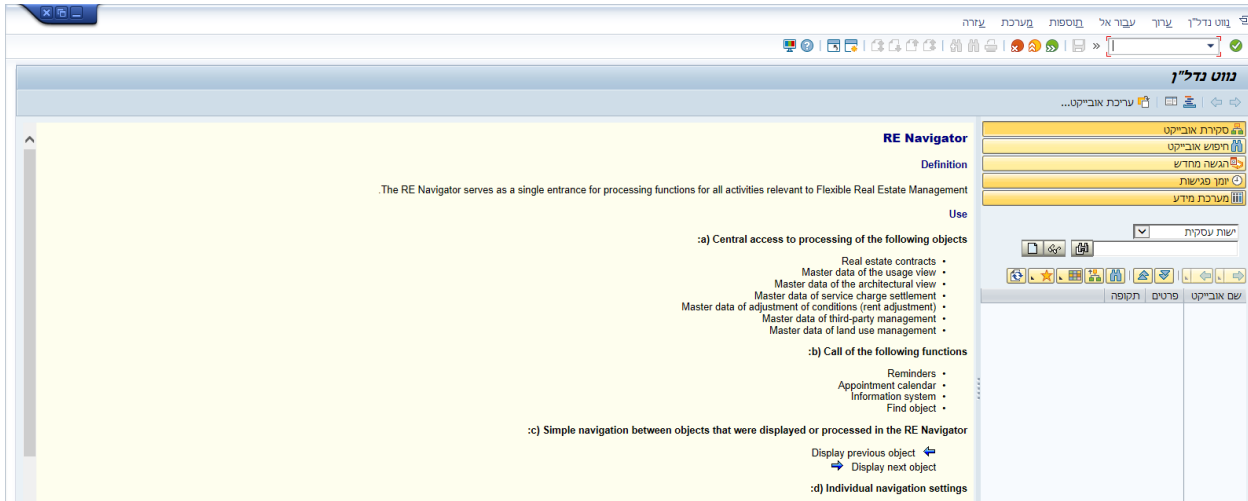 נווט נדל"ן ערוך עבור אל תוספות מערכת עזרה
נווט נדל"ן
עריכת אובייקט...
סקירת אובייקט
חיפוש אובייקט
הגשה מחדש
יומן פגישות
מערכת מידע
ישות עסקית
שם אובייקט פרטים תקופה
RE Navigator
Definition
.The RE Navigator serves as a single entrance for processing functions for all activities relevant to Flexible Real Estate Management
Use
:a) Central access to processing of the following objects
Real estate contracts •
Master data of the usage view •
Master data of the architectural view •
Master data of service charge settlement •
Master data of adjustment of conditions (rent adjustment) •
Master data of third-party management •
Master data of land use management •
:b) Call of the following functions
Reminders •
Appointment calendar •
Information system •
Find object •
:c) Simple navigation between objects that were displayed or processed in the RE Navigator
Display previous object
Display next object
:d) Individual navigation settings